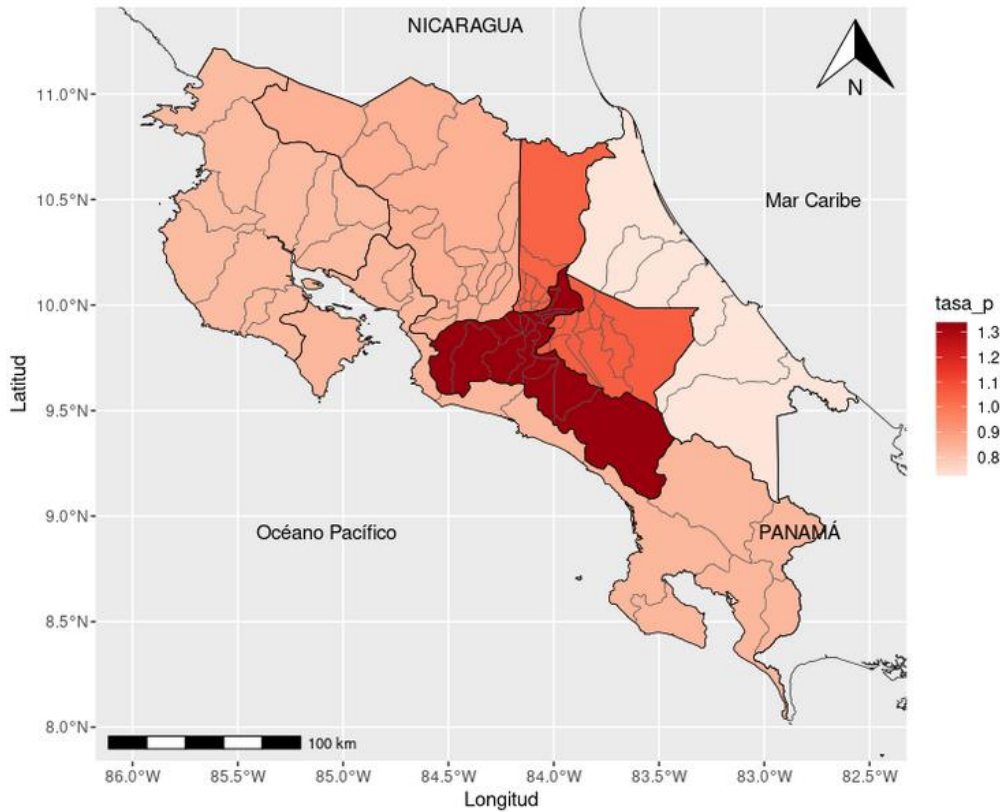 NICARAGUA
N
11.0°N
10.5°N
Mar Caribe
10.0°N
tasa_p
1.3
1.2
1.1
1.0
0.9
0.8
Latitud
9.5°N
9.0°N
Océano Pacífico
PANAMÁ
8.5°N
8.0°N
100 km
86.0°W 85.5°W 85.0°W 84.5°W 84.0°W 83.5°W 83.0°W 82.5°W
Longitud